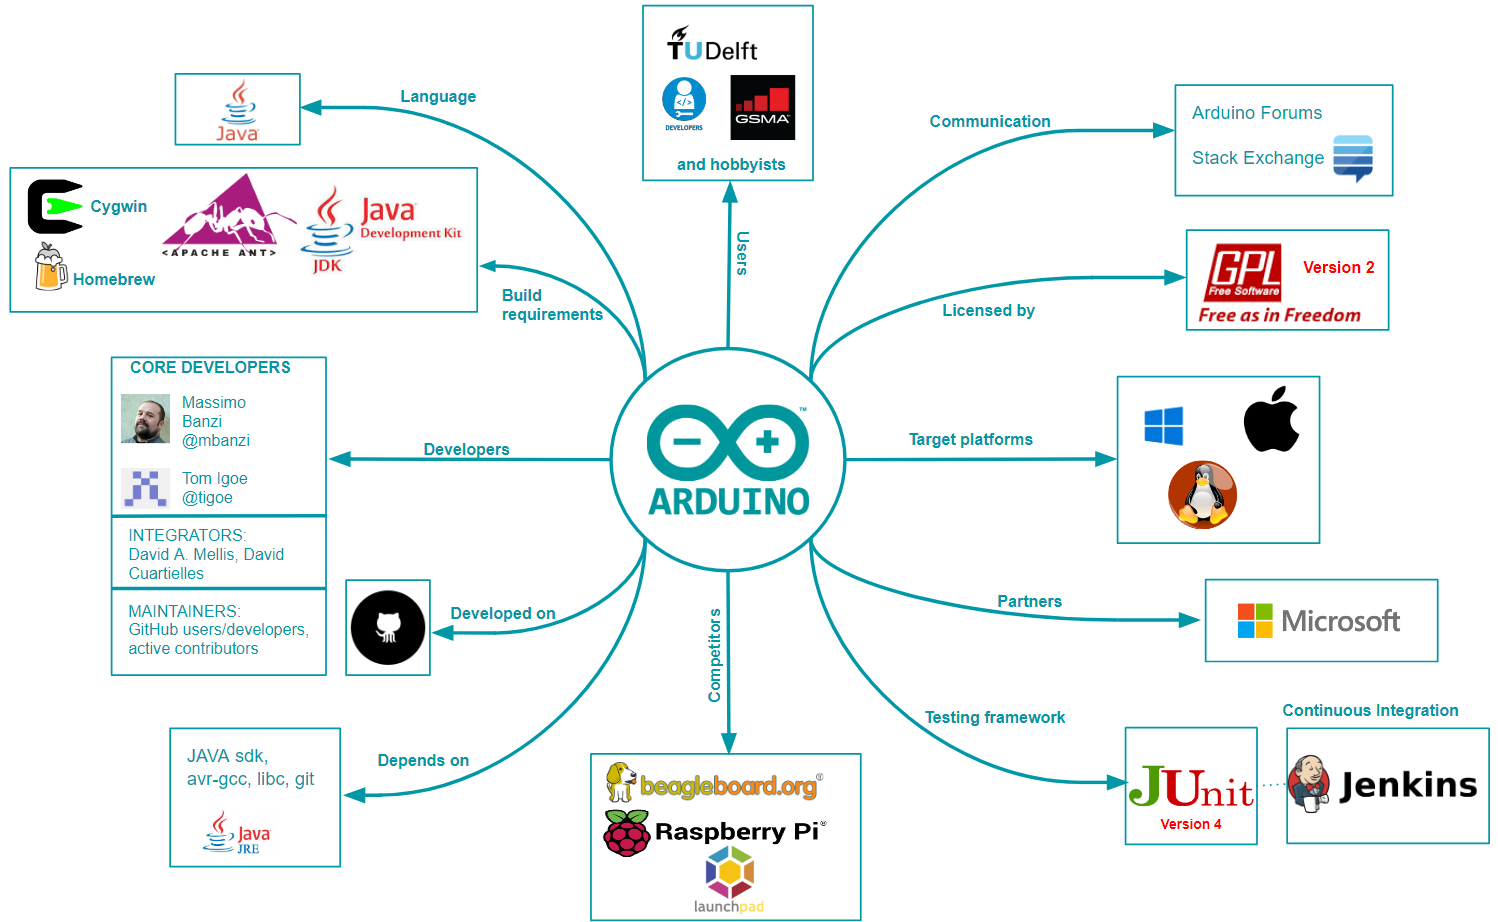 TUDelft
DEVELOPERS
GSMA
and hobbyists
Users
Language
Java
Cygwin
<APACHE ANT>
Java
Development Kit
JDK
Homebrew
Build
requirements
CORE DEVELOPERS
Massimo
Banzi
@mbanzi
Tom Igoe
@tigoe
INTEGRATORS:
David A. Mellis, David
Cuartielles
MAINTAINERS:
GitHub users/developers,
active contributors
Developers
Developed on
JAVA sdk,
avr-gcc, libc, git
Java
JRE
Depends on
ARDUINO
TM
Competitors
beagleboard.org®
Raspberry Pi®
launchpad
Communication
Arduino Forums
Stack Exchange
Licensed by
GPL
Free Software
Version 2
Free as in Freedom
Target platforms
Partners
Microsoft
Testing framework
JUnit
Version 4
Continuous Integration
Jenkins